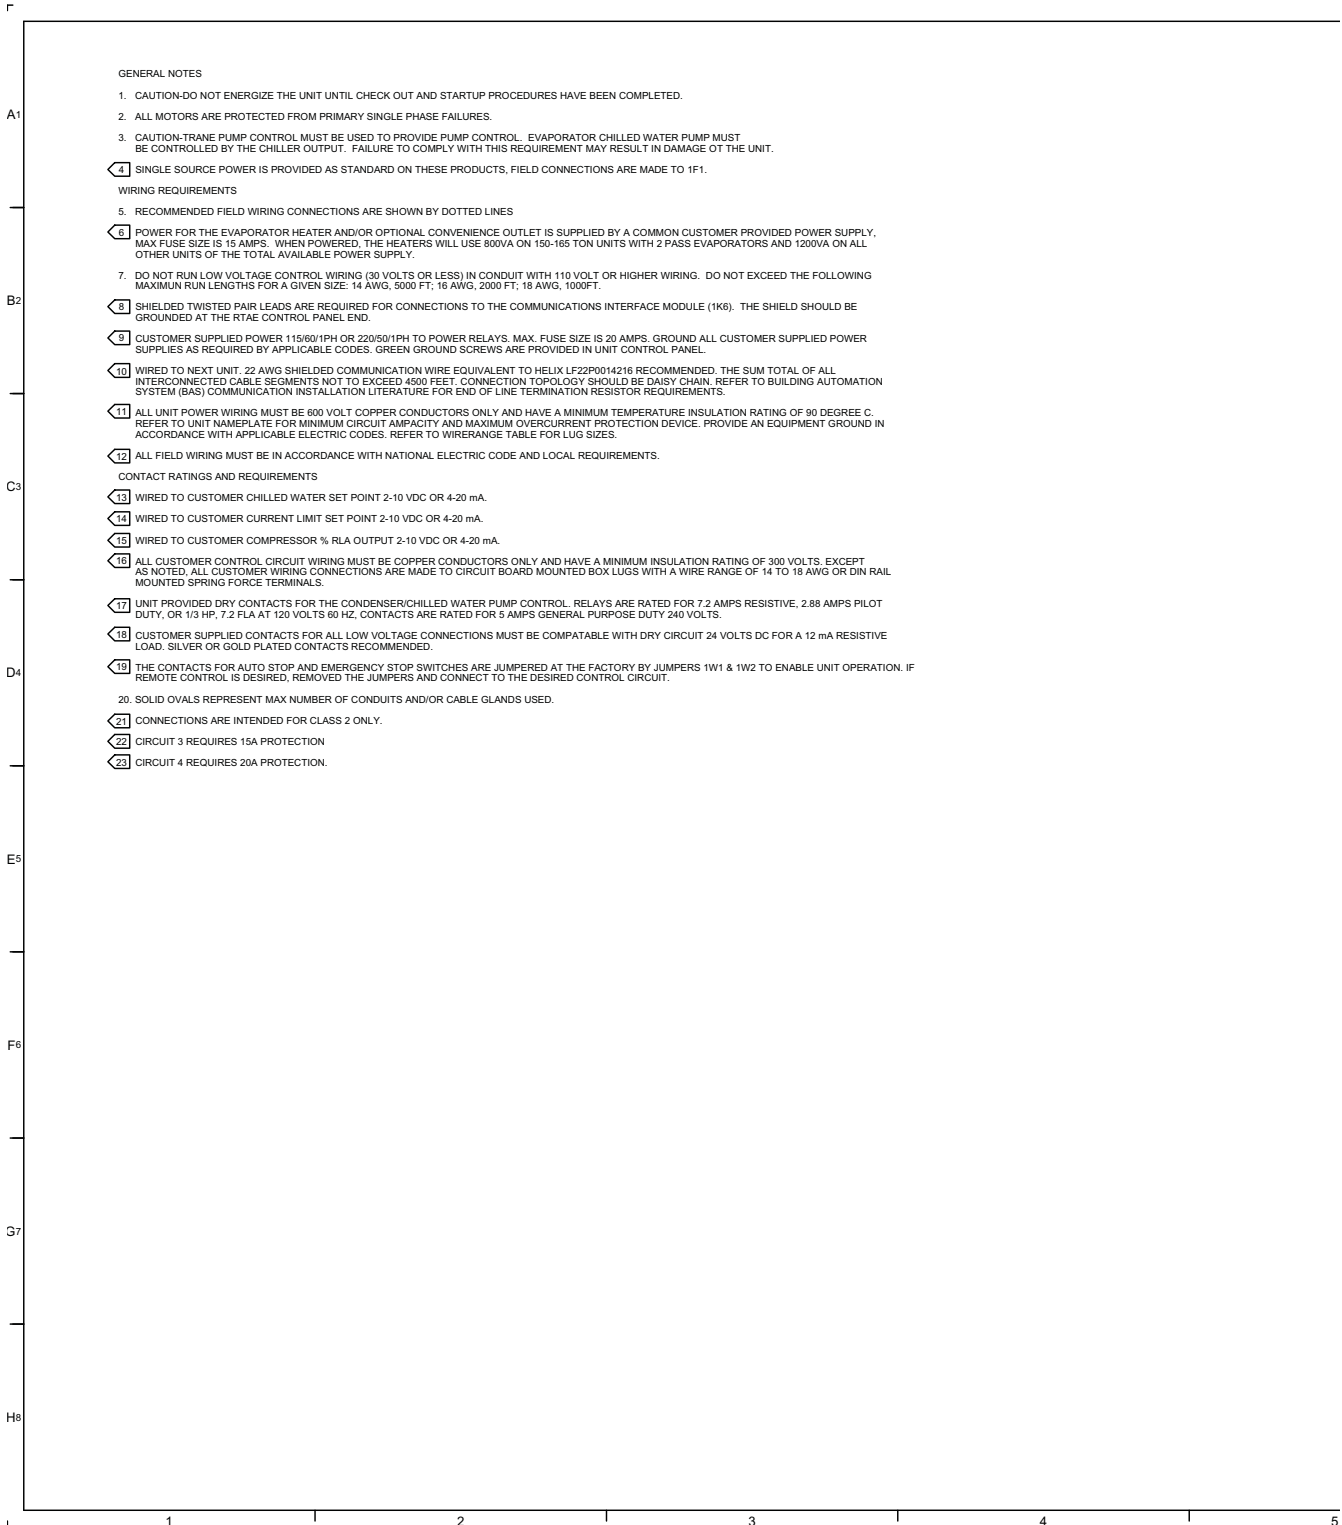 GENERAL NOTES
1. CAUTION-DO NOT ENERGIZE THE UNIT UNTIL CHECK OUT AND STARTUP PROCEDURES HAVE BEEN COMPLETED.
A1
2. ALL MOTORS ARE PROTECTED FROM PRIMARY SINGLE PHASE FAILURES.
3. CAUTION-TRANE PUMP CONTROL MUST BE USED TO PROVIDE PUMP CONTROL. EVAPORATOR CHILLED WATER PUMP MUST
BE CONTROLLED BY THE CHILLER OUTPUT. FAILURE TO COMPLY WITH THIS REQUIREMENT MAY RESULT IN DAMAGE OT THE UNIT.
4 SINGLE SOURCE POWER IS PROVIDED AS STANDARD ON THESE PRODUCTS, FIELD CONNECTIONS ARE MADE TO 1F1.
WIRING REQUIREMENTS
5. RECOMMENDED FIELD WIRING CONNECTIONS ARE SHOWN BY DOTTED LINES
6 POWER FOR THE EVAPORATOR HEATER AND/OR OPTIONAL CONVENIENCE OUTLET IS SUPPLIED BY A COMMON CUSTOMER PROVIDED POWER SUPPLY,
MAX FUSE SIZE IS 15 AMPS. WHEN POWERED, THE HEATERS WILL USE 800VA ON 150-165 TON UNITS WITH 2 PASS EVAPORATORS AND 1200VA ON ALL
OTHER UNITS OF THE TOTAL AVAILABLE POWER SUPPLY.
7. DO NOT RUN LOW VOLTAGE CONTROL WIRING (30 VOLTS OR LESS) IN CONDUIT WITH 110 VOLT OR HIGHER WIRING. DO NOT EXCEED THE FOLLOWING
MAXIMUN RUN LENGTHS FOR A GIVEN SIZE: 14 AWG, 5000 FT; 16 AWG, 2000 FT; 18 AWG, 1000FT.
B2
8 SHIELDED TWISTED PAIR LEADS ARE REQUIRED FOR CONNECTIONS TO THE COMMUNICATIONS INTERFACE MODULE (1K6). THE SHIELD SHOULD BE
GROUNDED AT THE RTAE CONTROL PANEL END.
9 CUSTOMER SUPPLIED POWER 115/60/1PH OR 220/50/1PH TO POWER RELAYS. MAX. FUSE SIZE IS 20 AMPS. GROUND ALL CUSTOMER SUPPLIED POWER
SUPPLIES AS REQUIRED BY APPLICABLE CODES. GREEN GROUND SCREWS ARE PROVIDED IN UNIT CONTROL PANEL.
10 WIRED TO NEXT UNIT. 22 AWG SHIELDED COMMUNICATION WIRE EQUIVALENT TO HELIX LF22P0014216 RECOMMENDED. THE SUM TOTAL OF ALL
INTERCONNECTED CABLE SEGMENTS NOT TO EXCEED 4500 FEET. CONNECTION TOPOLOGY SHOULD BE DAISY CHAIN. REFER TO BUILDING AUTOMATION
SYSTEM (BAS) COMMUNICATION INSTALLATION LITERATURE FOR END OF LINE TERMINATION RESISTOR REQUIREMENTS.
11 ALL UNIT POWER WIRING MUST BE 600 VOLT COPPER CONDUCTORS ONLY AND HAVE A MINIMUM TEMPERATURE INSULATION RATING OF 90 DEGREE C.
REFER TO UNIT NAMEPLATE FOR MINIMUM CIRCUIT AMPACITY AND MAXIMUM OVERCURRENT PROTECTION DEVICE. PROVIDE AN EQUIPMENT GROUND IN
ACCORDANCE WITH APPLICABLE ELECTRIC CODES. REFER TO WIRERANGE TABLE FOR LUG SIZES.
12 ALL FIELD WIRING MUST BE IN ACCORDANCE WITH NATIONAL ELECTRIC CODE AND LOCAL REQUIREMENTS.
CONTACT RATINGS AND REQUIREMENTS
C3
13 WIRED TO CUSTOMER CHILLED WATER SET POINT 2-10 VDC OR 4-20 mA.
14 WIRED TO CUSTOMER CURRENT LIMIT SET POINT 2-10 VDC OR 4-20 mA.
15 WIRED TO CUSTOMER COMPRESSOR % RLA OUTPUT 2-10 VDC OR 4-20 mA.
16 ALL CUSTOMER CONTROL CIRCUIT WIRING MUST BE COPPER CONDUCTORS ONLY AND HAVE A MINIMUM INSULATION RATING OF 300 VOLTS. EXCEPT
AS NOTED, ALL CUSTOMER WIRING CONNECTIONS ARE MADE TO CIRCUIT BOARD MOUNTED BOX LUGS WITH A WIRE RANGE OF 14 TO 18 AWG OR DIN RAIL
MOUNTED SPRING FORCE TERMINALS.
17 UNIT PROVIDED DRY CONTACTS FOR THE CONDENSER/CHILLED WATER PUMP CONTROL. RELAYS ARE RATED FOR 7.2 AMPS RESISTIVE, 2.88 AMPS PILOT
DUTY, OR 1/3 HP, 7.2 FLA AT 120 VOLTS 60 HZ, CONTACTS ARE RATED FOR 5 AMPS GENERAL PURPOSE DUTY 240 VOLTS.
18 CUSTOMER SUPPLIED CONTACTS FOR ALL LOW VOLTAGE CONNECTIONS MUST BE COMPATABLE WITH DRY CIRCUIT 24 VOLTS DC FOR A 12 mA RESISTIVE
LOAD. SILVER OR GOLD PLATED CONTACTS RECOMMENDED.
D4
19 THE CONTACTS FOR AUTO STOP AND EMERGENCY STOP SWITCHES ARE JUMPERED AT THE FACTORY BY JUMPERS 1W1 & 1W2 TO ENABLE UNIT OPERATION. IF
REMOTE CONTROL IS DESIRED, REMOVED THE JUMPERS AND CONNECT TO THE DESIRED CONTROL CIRCUIT.
20. SOLID OVALS REPRESENT MAX NUMBER OF CONDUITS AND/OR CABLE GLANDS USED.
21 CONNECTIONS ARE INTENDED FOR CLASS 2 ONLY.
22 CIRCUIT 3 REQUIRES 15A PROTECTION
23 CIRCUIT 4 REQUIRES 20A PROTECTION.
E5
F6
G7
H8
1 2 3 4 5